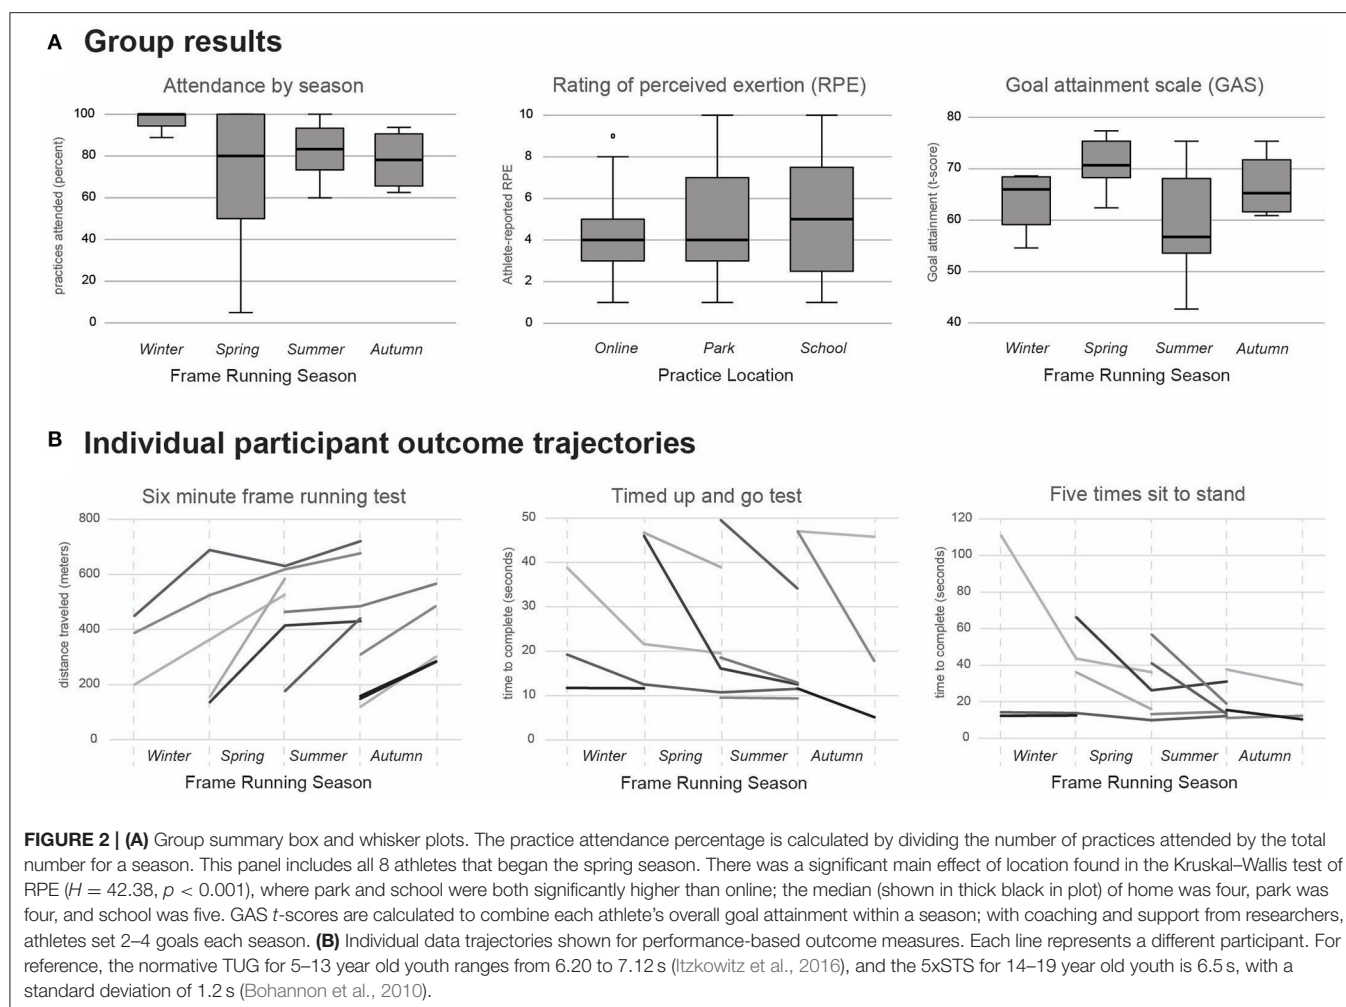 A Group results
Attendance by season
practices attended (percent)
100
80
60
40
20
0
Winter Spring Summer Autumn
Frame Running Season
Rating of perceived exertion (RPE)
Athlete-reported RPE
10
8
6
4
2
0
Online Park School
Practice Location
Goal attainment scale (GAS)
Goal attainment (t-score)
80
70
60
50
40
Winter Spring Summer Autumn
Frame Running Season
B Individual participant outcome trajectories
Six minute frame running test
distance traveled (meters)
800
600
400
200
0
Winter Spring Summer Autumn
Frame Running Season
Timed up and go test
time to complete (seconds)
50
40
30
20
10
0
Winter Spring Summer Autumn
Frame Running Season
Five times sit to stand
time to complete (seconds)
120
100
80
60
40
20
0
Winter Spring Summer Autumn
Frame Running Season
FIGURE 2 | (A) Group summary box and whisker plots. The practice attendance percentage is calculated by dividing the number of practices attended by the total
number for a season. This panel includes all 8 athletes that began the spring season. There was a significant main effect of location found in the Kruskal–Wallis test of
RPE (H = 42.38, p < 0.001), where park and school were both significantly higher than online; the median (shown in thick black in plot) of home was four, park was
four, and school was five. GAS t-scores are calculated to combine each athlete's overall goal attainment within a season; with coaching and support from researchers,
athletes set 2–4 goals each season. (B) Individual data trajectories shown for performance-based outcome measures. Each line represents a different participant. For
reference, the normative TUG for 5–13 year old youth ranges from 6.20 to 7.12 s (Itzkowitz et al., 2016), and the 5xSTS for 14–19 year old youth is 6.5 s, with a
standard deviation of 1.2 s (Bohannon et al., 2010).